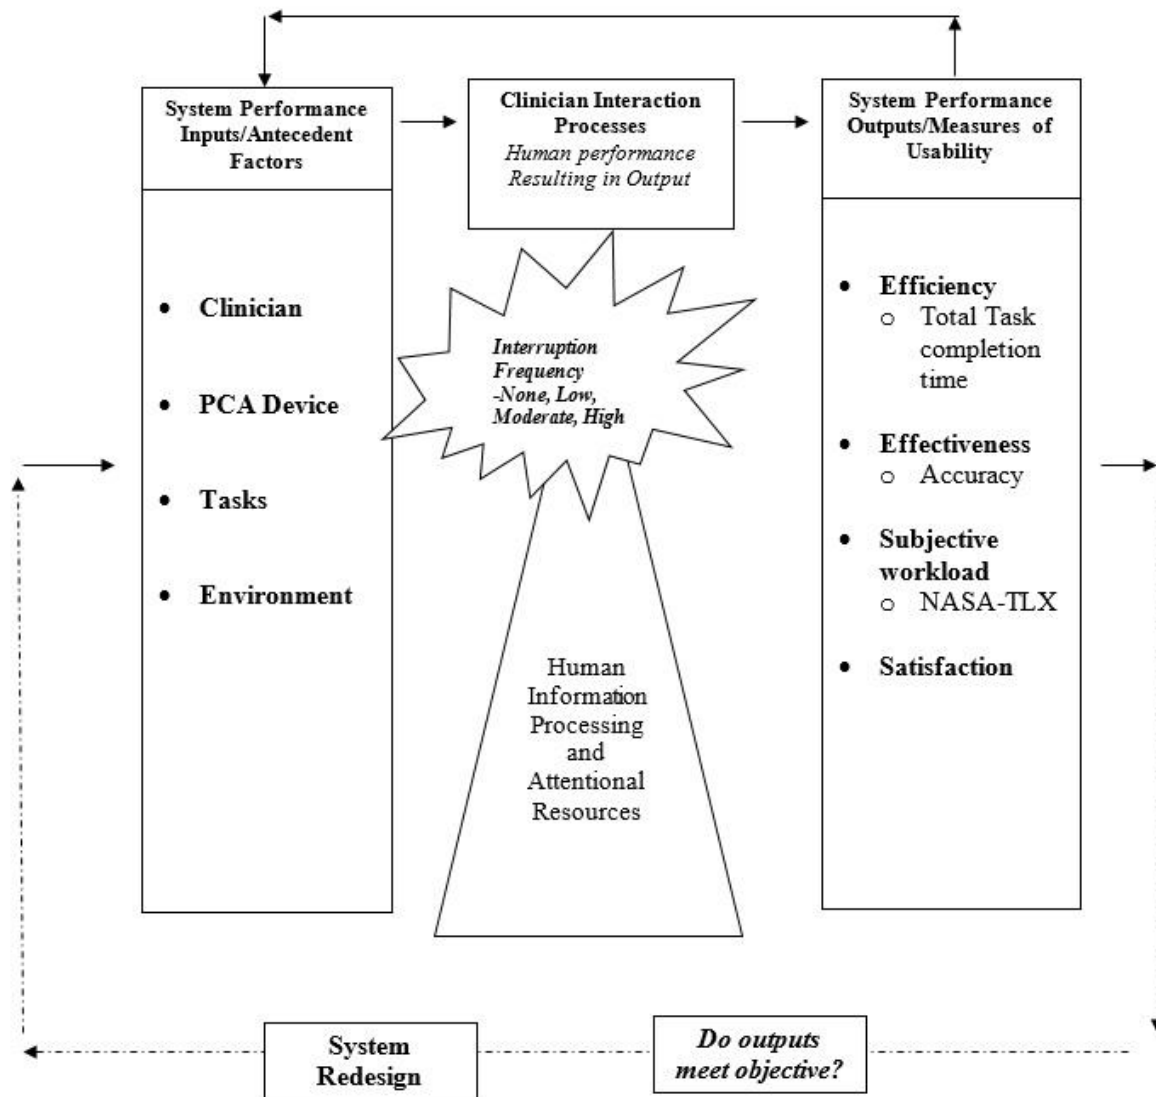 System Performance
Inputs/Antecedent
Factors
• Clinician
• PCA Device
• Tasks
• Environment
Clinician Interaction
Processes
Human performance
Resulting in Output
Interruption
Frequency
-None, Low,
Moderate, High
Human
Information
Processing
and
Attentional
Resources
System Performance
Outputs/Measures of
Usability
• Efficiency
o Total Task
completion
time
• Effectiveness
o Accuracy
• Subjective
workload
o NASA-TLX
• Satisfaction
System
Redesign
Do outputs
meet objective?